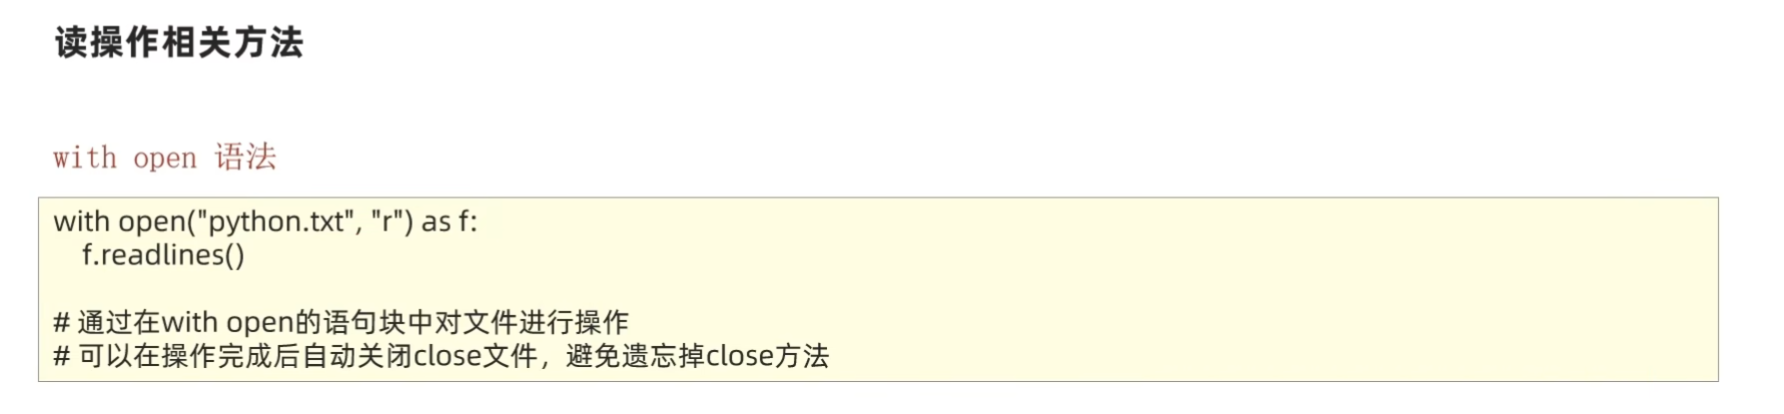 读操作相关方法
with open 语法
with open("python.txt", "r") as f:
    f.readlines()
# 通过在with open的语句块中对文件进行操作
# 可以在操作完成后自动关闭close文件，避免遗忘掉close方法